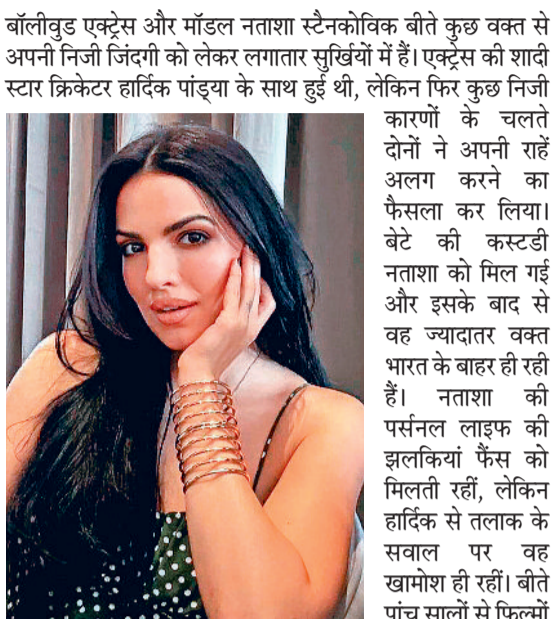 बॉलीवुड एक्ट्रेस और मॉडल नताशा स्टैनकोविक बीते कुछ वक्त से
अपनी निजी जिंदगी को लेकर लगातार सुर्खियों में हैं। एक्ट्रेस की शादी
स्टार क्रिकेटर हार्दिक पांड्या के साथ हुई थी, लेकिन फिर कुछ निजी
कारणों के चलते
दोनों ने अपनी राहें
अलग करने का
फैसला कर लिया।
बेटे की कस्टडी
नताशा को मिल गई
और इसके बाद से
वह ज्यादातर वक्त
भारत के बाहर ही रही
हैं। नताशा की
पर्सनल लाइफ की
झलकियां फैंस को
मिलती रहीं, लेकिन
हार्दिक से तलाक के
सवाल पर वह
खामोश ही रहीं। बीते
पांच सालों से फिल्मों